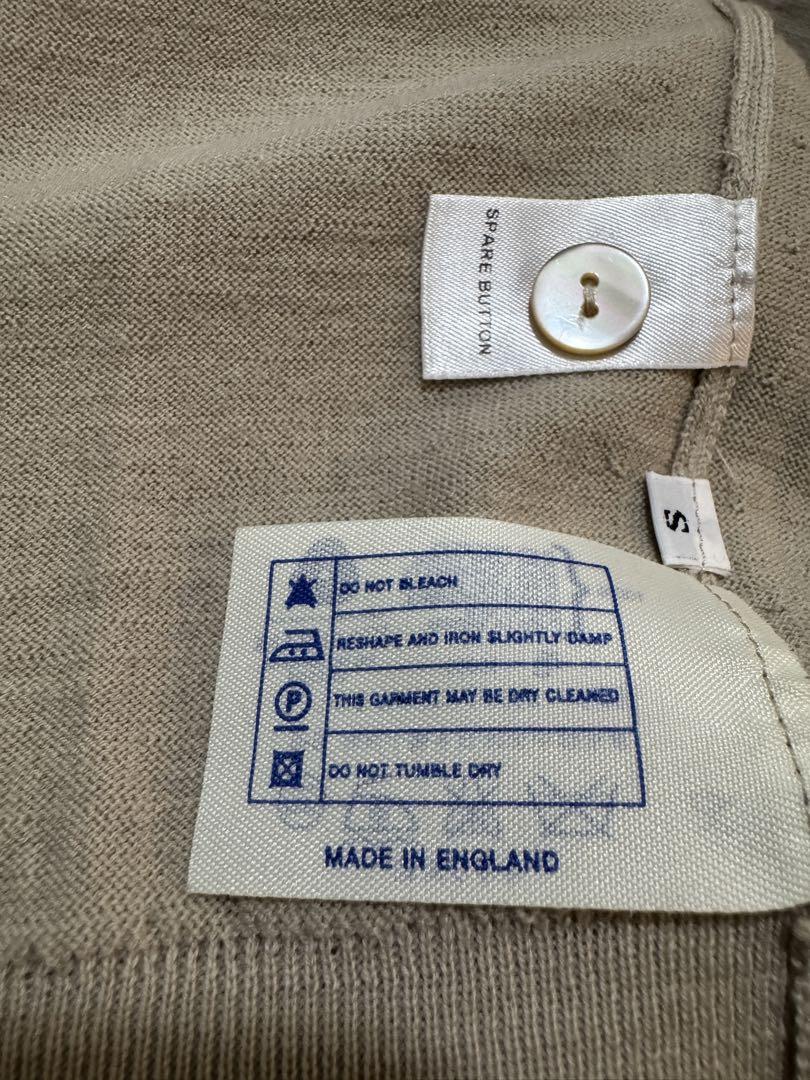 SPARE BUTTON
S
DO NOT BLEACH
RESHAPE AND IRON SLIGHTLY DAMP
P
THIS GARMENT MAY BE DRY CLEANED
DO NOT TUMBLE DRY
MADE IN ENGLAND